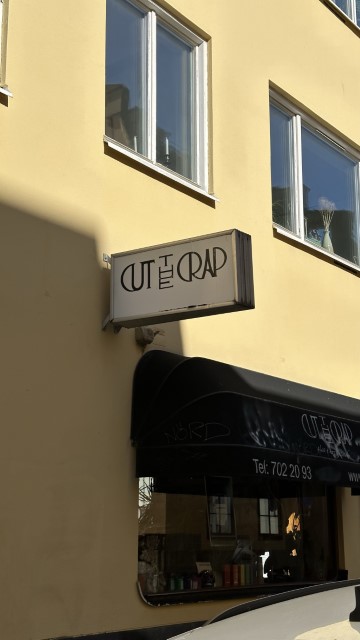 CUT THE CRAP
CUT THE CRAP
Tel: 702 20 93